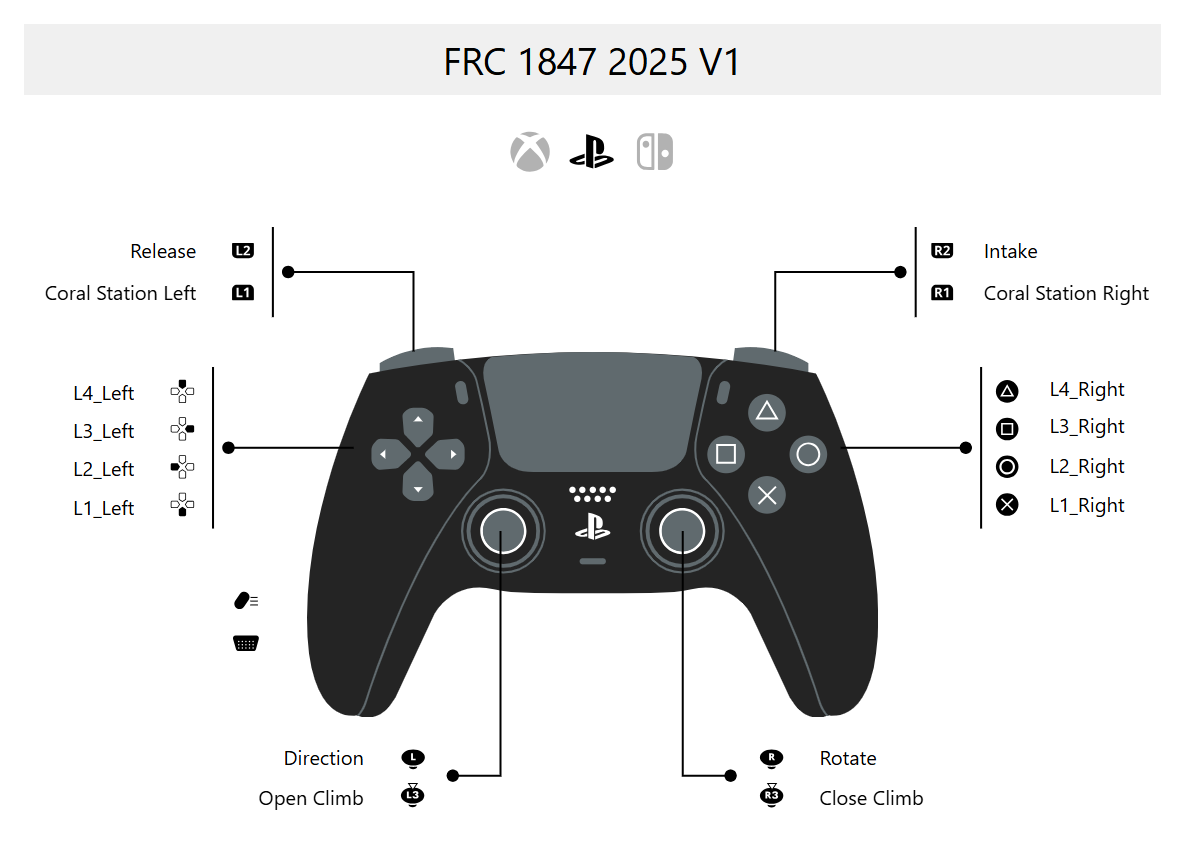 FRC 1847 2025 V1
Release L2
Coral Station Left L1
R2 Intake
R1 Coral Station Right
L4_Left
L3_Left
L2_Left
L1_Left
L4_Right
L3_Right
L2_Right
L1_Right
Direction L
Open Climb L3
R Rotate
R3 Close Climb